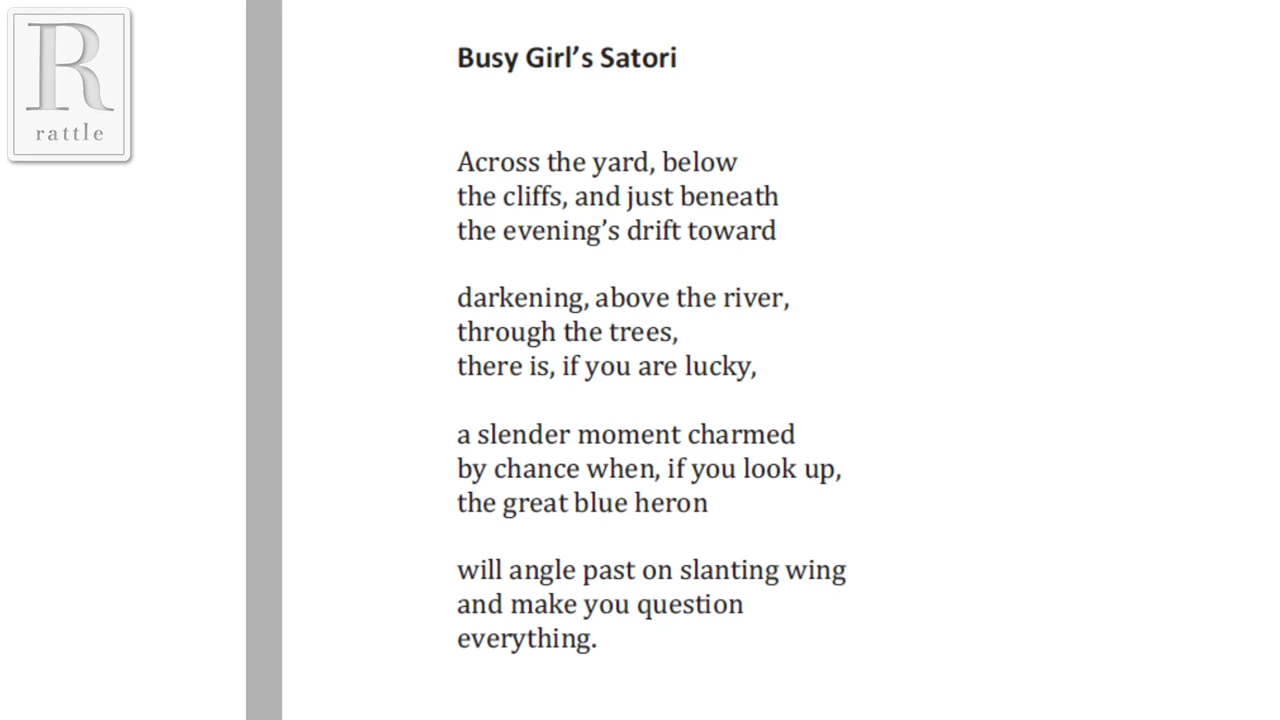 R
rattle
Busy Girl’s Satori
Across the yard, below
the cliffs, and just beneath
the evening’s drift toward
darkening, above the river,
through the trees,
there is, if you are lucky,
a slender moment charmed
by chance when, if you look up,
the great blue heron
will angle past on slanting wing
and make you question
everything.